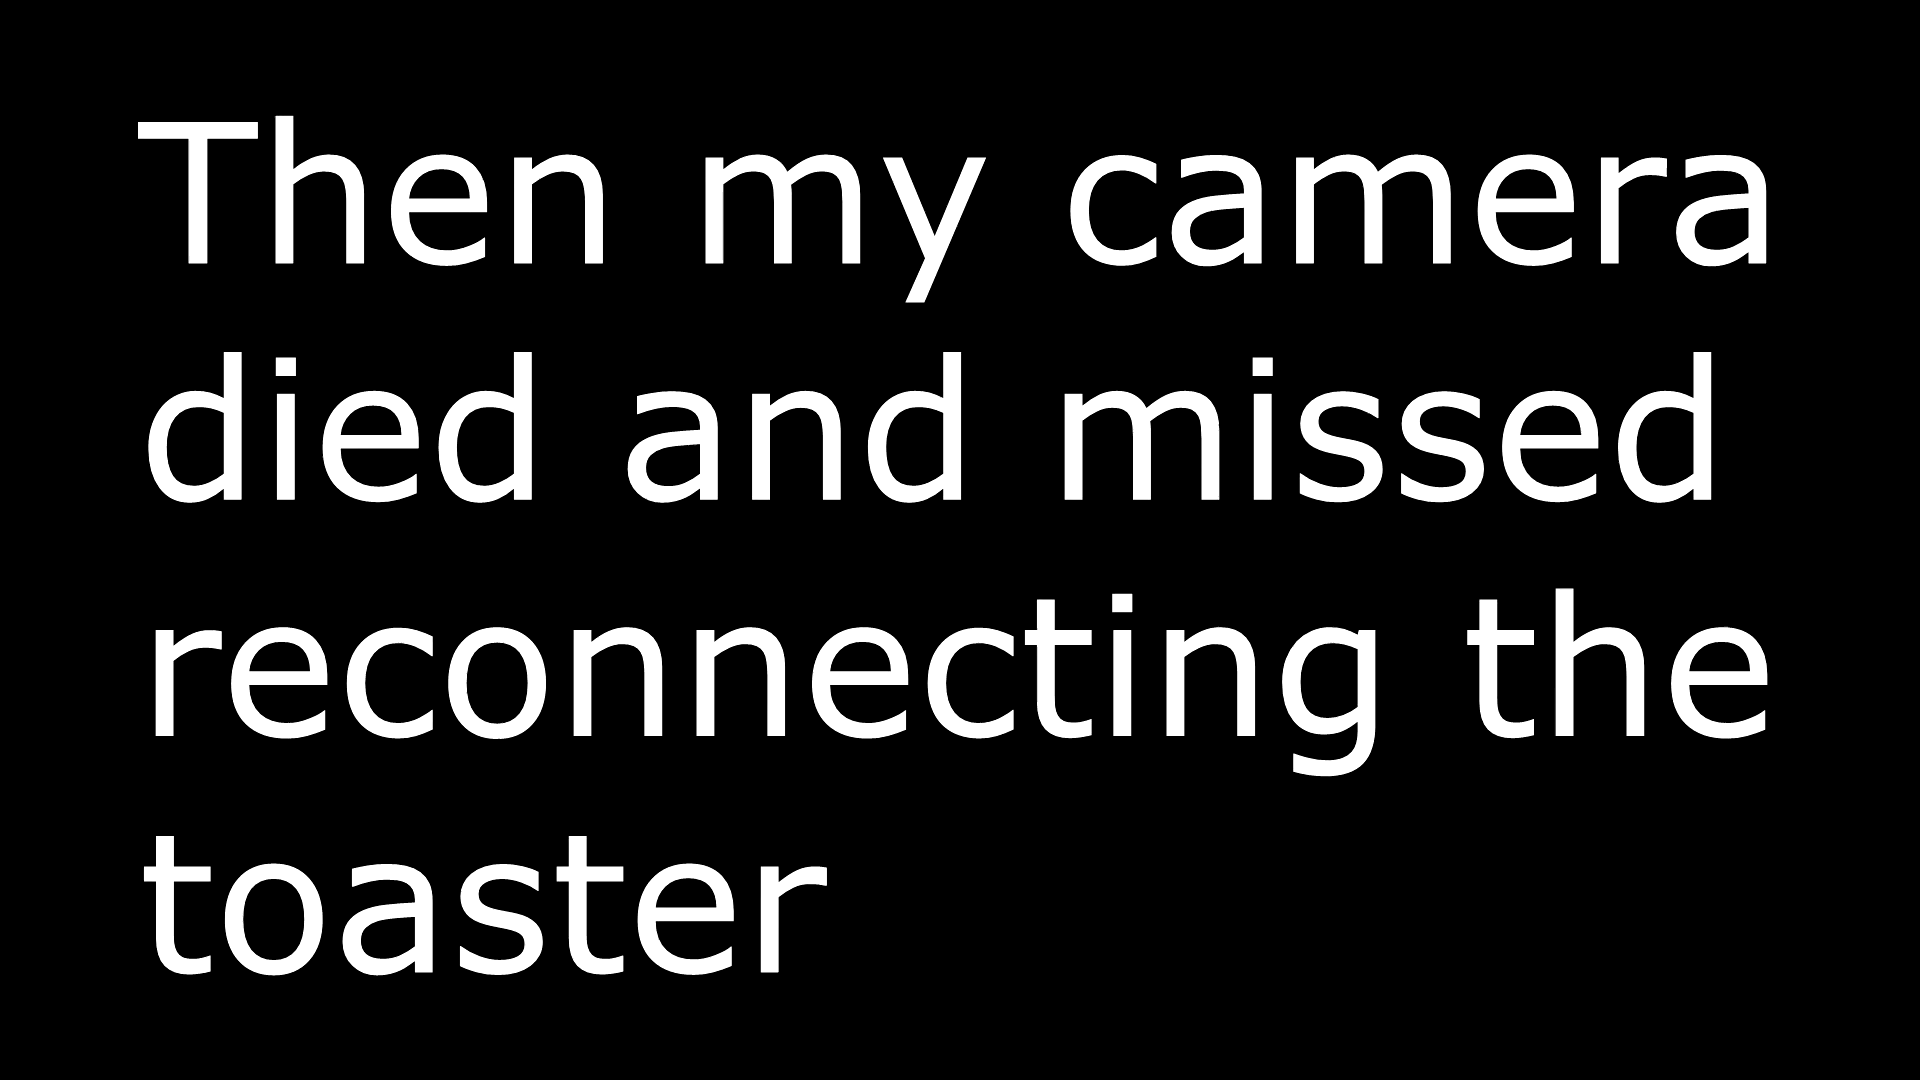 Then my camera
died and missed
reconnecting the
toaster